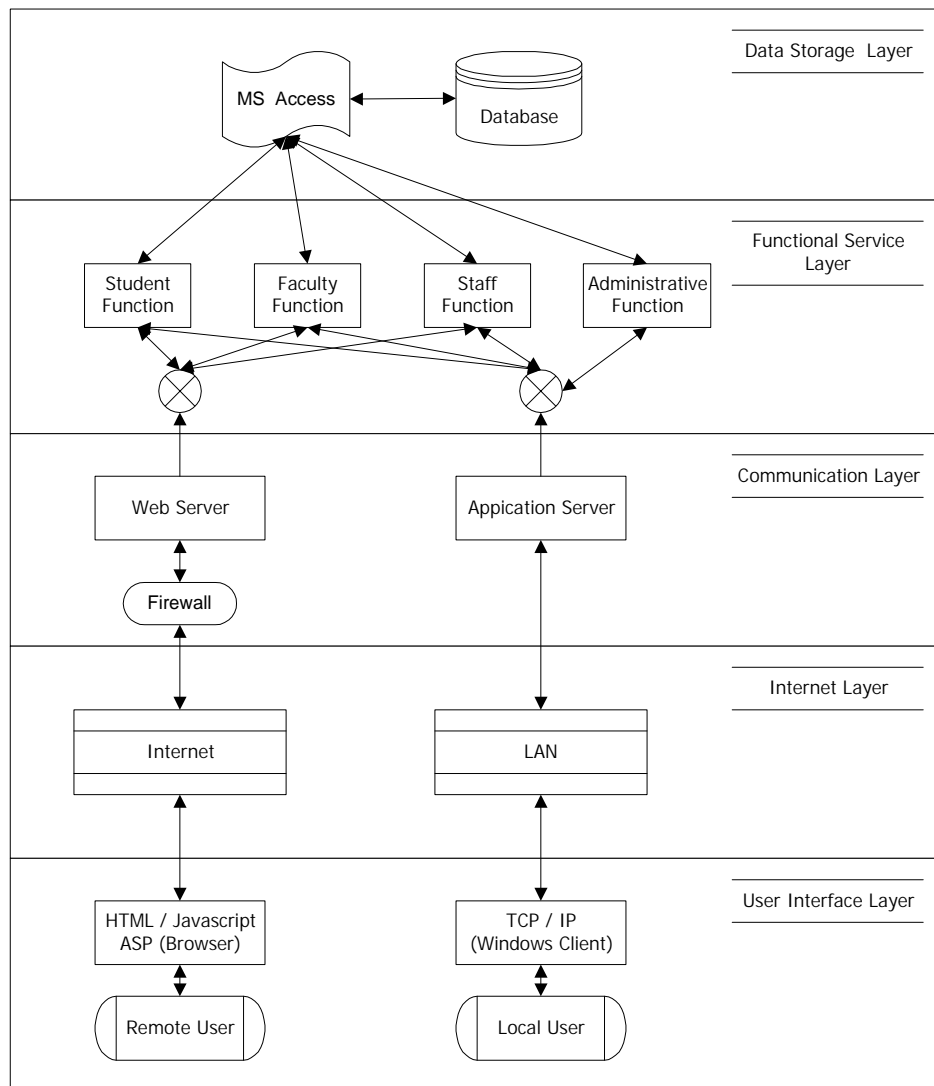 Data Storage Layer
MS Access
Database
Functional Service
Layer
Student
Function
Faculty
Function
Staff
Function
Administrative
Function
Communication Layer
Web Server
Appication Server
Firewall
Internet Layer
Internet
LAN
User Interface Layer
HTML / Javascript
ASP (Browser)
TCP / IP
(Windows Client)
Remote User
Local User